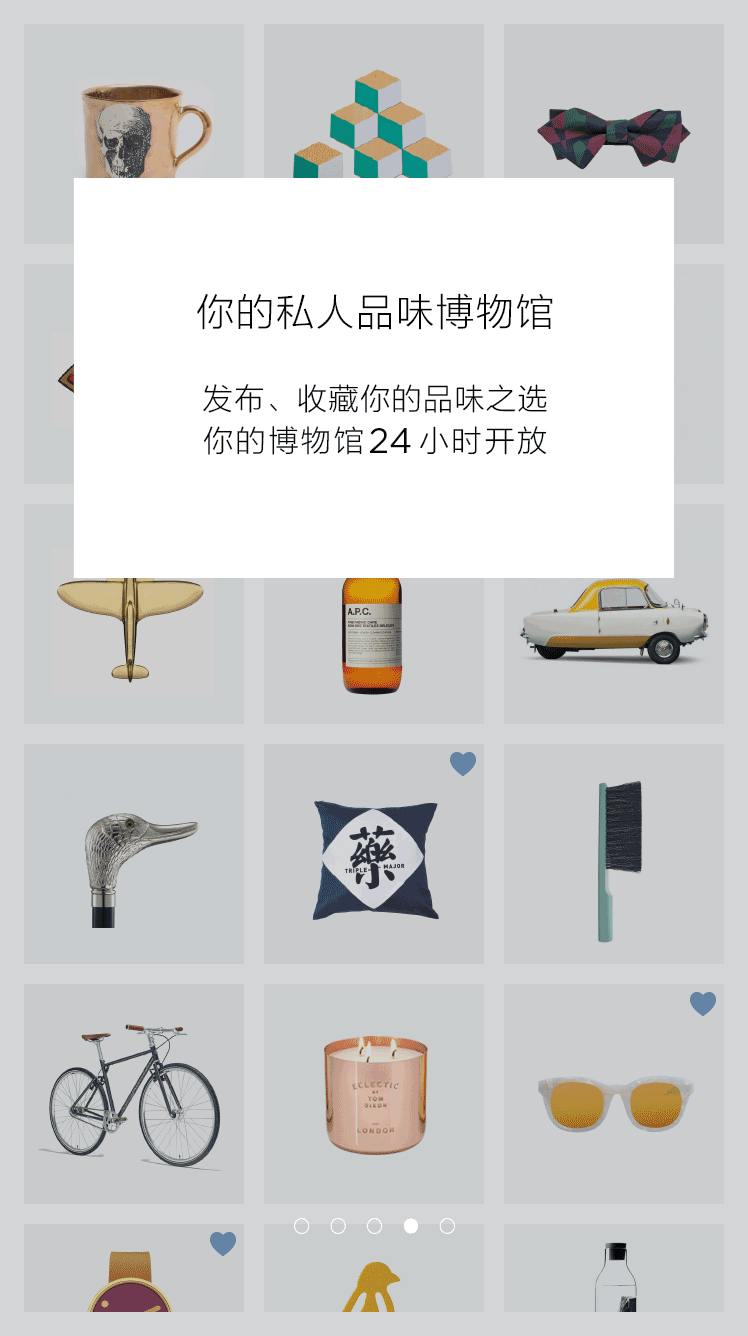 你的私人品味博物馆
发布、收藏你的品味之选
你的博物馆24小时开放
A.P.C.
藥
TRIPLE MAJOR
ECLECTIC
BY
TOM
DIXON
LONDON